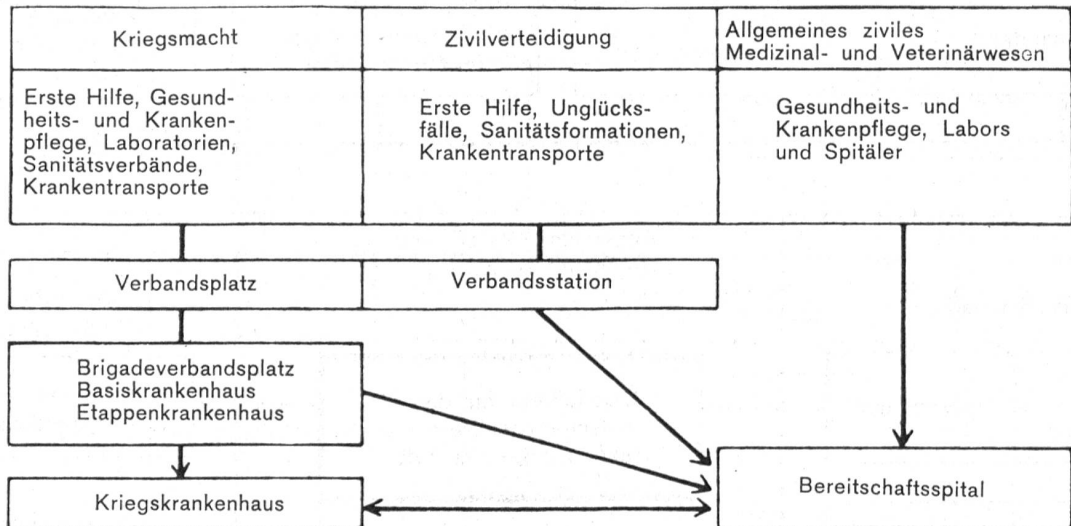 Kriegsmacht
Zivilverteidigung
Allgemeines ziviles
Medizinal- und Veterinärwesen
Erste Hilfe, Gesund-
heits- und Kranken-
pflege, Laboratorien,
Sanitätsverbände,
Krankentransporte
Erste Hilfe, Unglücks-
fälle, Sanitätsformationen,
Krankentransporte
Gesundheits- und
Krankenpflege, Labors
und Spitäler
Verbandsplatz
Verbandsstation
Brigadeverbandsplatz
Basiskrankenhaus
Etappenkrankenhaus
Kriegskrankenhaus
Bereitschaftsspital